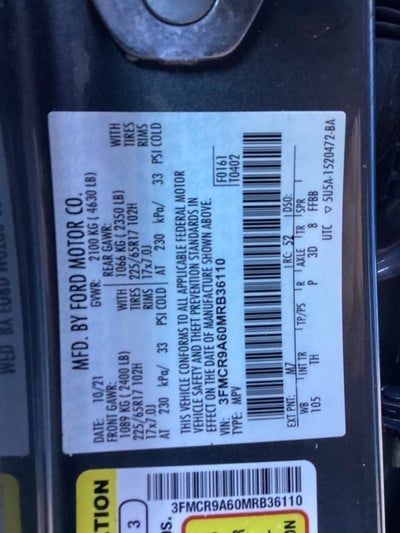 MFD. BY FORD MOTOR CO.
DATE: 10/21
GVWR: 2100 KG ( 4630 LB)
FRONT GAWR:
REAR GAWR:
1089 KG ( 2400 LB)
1066 KG ( 2350 LB)
WITH
225/65R17 102H
TIRES
225/65R17 102H
WITH
TIRES
17x7.0J
RIMS
17x7.0J
RIMS
AT 230 kPa/ 33 PSI COLD
AT 230 kPa/ 33 PSI COLD
THIS VEHICLE CONFORMS TO ALL APPLICABLE FEDERAL MOTOR
VEHICLE SAFETY AND THEFT PREVENTION STANDARDS IN
EFFECT ON THE DATE OF MANUFACTURE SHOWN ABOVE.
VIN: 3FMCR9A60MRB36110
TYPE: MPV
F0161
T0402
EXT PNT: M7
RC: 52
DSO:
WB
INT TR
TP/PS
R
AXLE
TR
SPR
105
TH
P
3D
8
FFBB
UTC
5U5A-1520472-BA
3FMCR9A60MRB36110
3